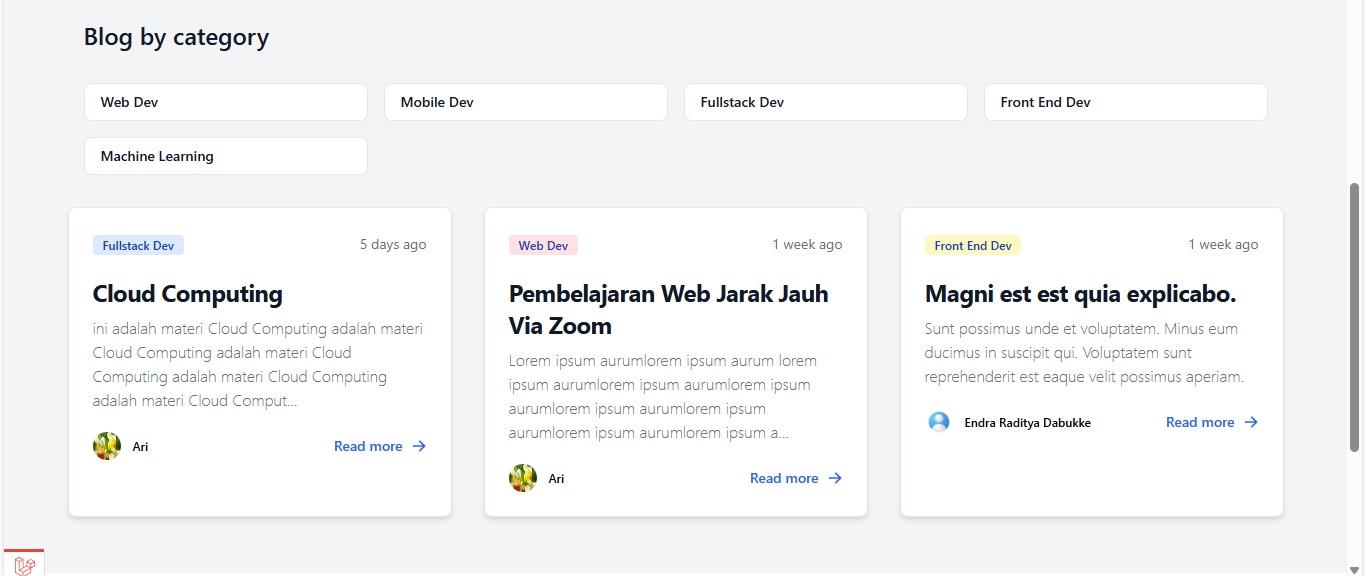 Blog by category
Web Dev
Mobile Dev
Fullstack Dev
Front End Dev
Machine Learning
Fullstack Dev
5 days ago
Cloud Computing
ini adalah materi Cloud Computing adalah materi
Cloud Computing adalah materi Cloud
Computing adalah materi Cloud Computing
adalah materi Cloud Comput...
Ari
Read more
Web Dev
1 week ago
Pembelajaran Web Jarak Jauh
Via Zoom
Lorem ipsum aurumlorem ipsum aurum lorem
ipsum aurumlorem ipsum aurumlorem ipsum
aurumlorem ipsum aurumlorem ipsum
aurumlorem ipsum aurumlorem ipsum a...
Ari
Read more
Front End Dev
1 week ago
Magni est est quia explicabo.
Sunt possimus unde et voluptatem. Minus eum
ducimus in suscipit qui. Voluptatem sunt
reprehenderit est eaque velit possimus aperiam.
Endra Raditya Dabukke
Read more